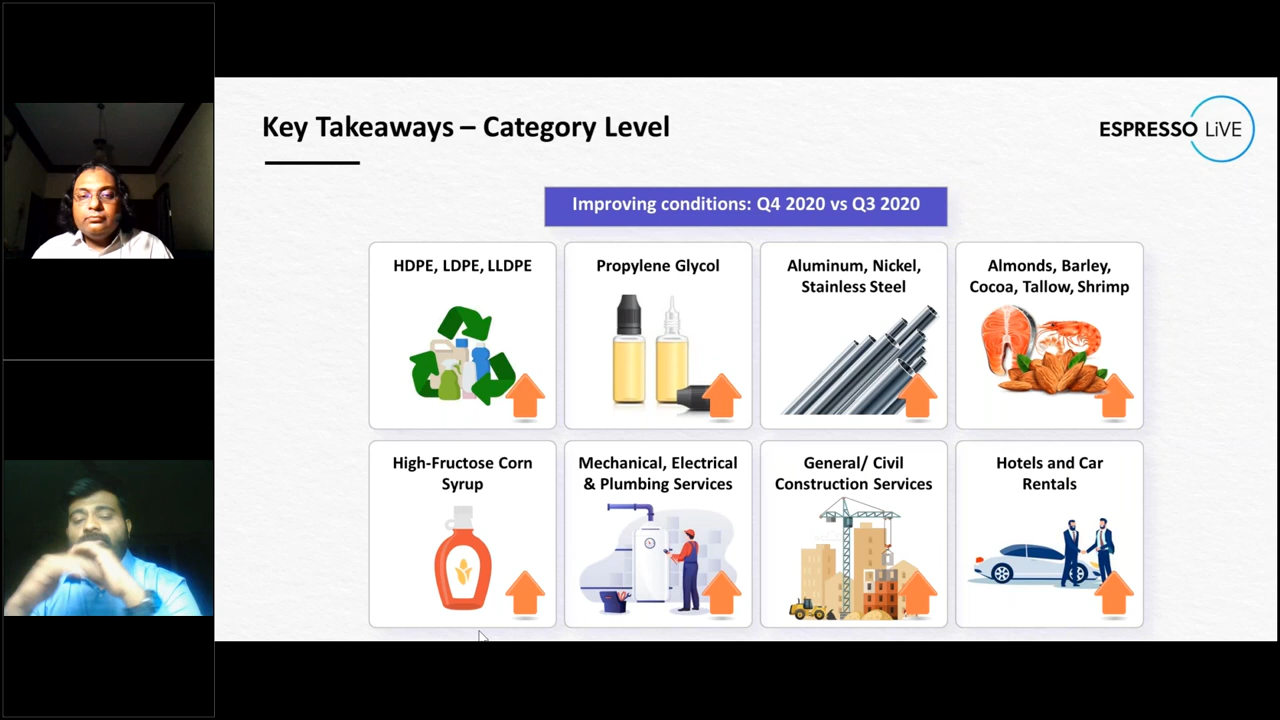 Key Takeaways – Category Level
ESPRESSO LiVE
Improving conditions: Q4 2020 vs Q3 2020
HDPE, LDPE, LLDPE
Propylene Glycol
Aluminum, Nickel,
Stainless Steel
Almonds, Barley,
Cocoa, Tallow, Shrimp
High-Fructose Corn
Syrup
Mechanical, Electrical
& Plumbing Services
General/ Civil
Construction Services
Hotels and Car
Rentals